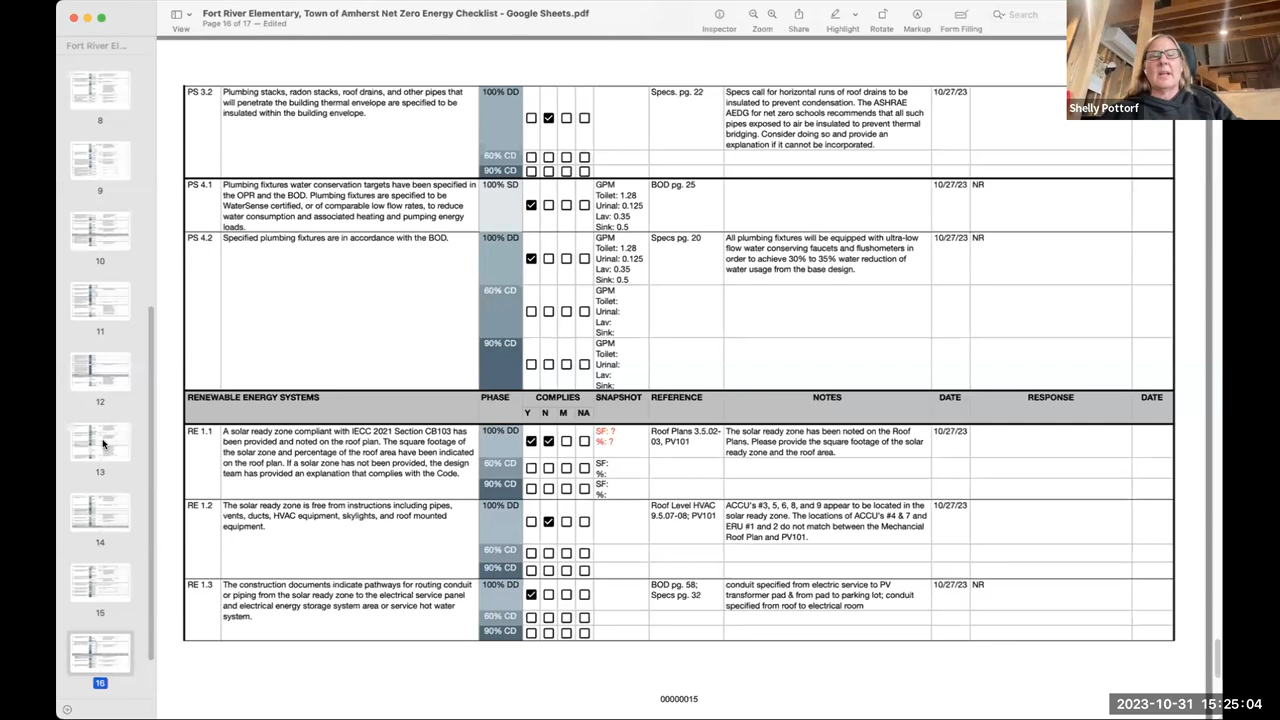 Fort River Elementary, Town of Amherst Net Zero Energy Checklist - Google Sheets.pdf
Page 16 of 17 — Edited
View
Inspector
Zoom
Share
Highlight
Rotate
Markup
Form Filling
Search
Shelly Pottorf
Fort River El...
8
9
10
11
12
13
14
15
16
PS 3.2
Plumbing stacks, radon stacks, roof drains, and other pipes that
will penetrate the building thermal envelope are specified to be
insulated within the building envelope.
100% DD
Specs. pg. 22
Specs call for horizontal runs of roof drains to be
insulated to prevent condensation. The ASHRAE
AEDG for net zero schools recommends that all such
pipes exposed to air be insulated to prevent thermal
bridging. Consider doing so and provide an
explanation if it cannot be incorporated.
10/27/23
60% CD
90% CD
PS 4.1
Plumbing fixtures water conservation targets have been specified in
the OPR and the BOD. Plumbing fixtures are specified to be
WaterSense certified, or of comparable low flow rates, to reduce
water consumption and associated heating and pumping energy
loads.
100% SD
GPM
Toilet: 1.28
Urinal: 0.125
Lav: 0.35
Sink: 0.5
BOD pg. 25
10/27/23
NR
PS 4.2
Specified plumbing fixtures are in accordance with the BOD.
100% DD
GPM
Toilet: 1.28
Urinal: 0.125
Lav: 0.35
Sink: 0.5
Specs pg. 20
All plumbing fixtures will be equipped with ultra-low
flow water conserving faucets and flushometers in
order to achieve 30% to 35% water reduction of
water usage from the base design.
10/27/23
NR
60% CD
GPM
Toilet:
Urinal:
Lav:
Sink:
90% CD
GPM
Toilet:
Urinal:
Lav:
Sink:
RENEWABLE ENERGY SYSTEMS
PHASE
COMPLIES
SNAPSHOT
REFERENCE
NOTES
DATE
RESPONSE
DATE
Y N M NA
RE 1.1
A solar ready zone compliant with IECC 2021 Section CB103 has
been provided and noted on the roof plan. The square footage of
the solar zone and percentage of the roof area have been indicated
on the roof plan. If a solar zone has not been provided, the design
team has provided an explanation that complies with the Code.
100% DD
SF: ?
%: ?
Roof Plans 3.5.02-
03, PV101
The solar ready zone has been noted on the Roof
Plans. Please provide the square footage of the solar
ready zone and the roof area.
10/27/23
60% CD
SF:
%:
90% CD
SF:
%:
RE 1.2
The solar ready zone is free from instructions including pipes,
vents, ducts, HVAC equipment, skylights, and roof mounted
equipment.
100% DD
Roof Level HVAC
9.5.07-08; PV101
ACCU's #3, 5, 6, 8, and 9 appear to be located in the
solar ready zone. The locations of ACCU's #4 & 7 and
ERU #1 and 2 do not match between the Mechancial
Roof Plan and PV101.
10/27/23
60% CD
90% CD
RE 1.3
The construction documents indicate pathways for routing conduit
or piping from the solar ready zone to the electrical service panel
and electrical energy storage system area or service hot water
system.
100% DD
BOD pg. 58;
Specs pg. 32
conduit specified from electric service to PV
transformer pad & from pad to parking lot; conduit
specified from roof to electrical room
10/27/23
NR
60% CD
90% CD
00000015
2023-10-31 15:25:04